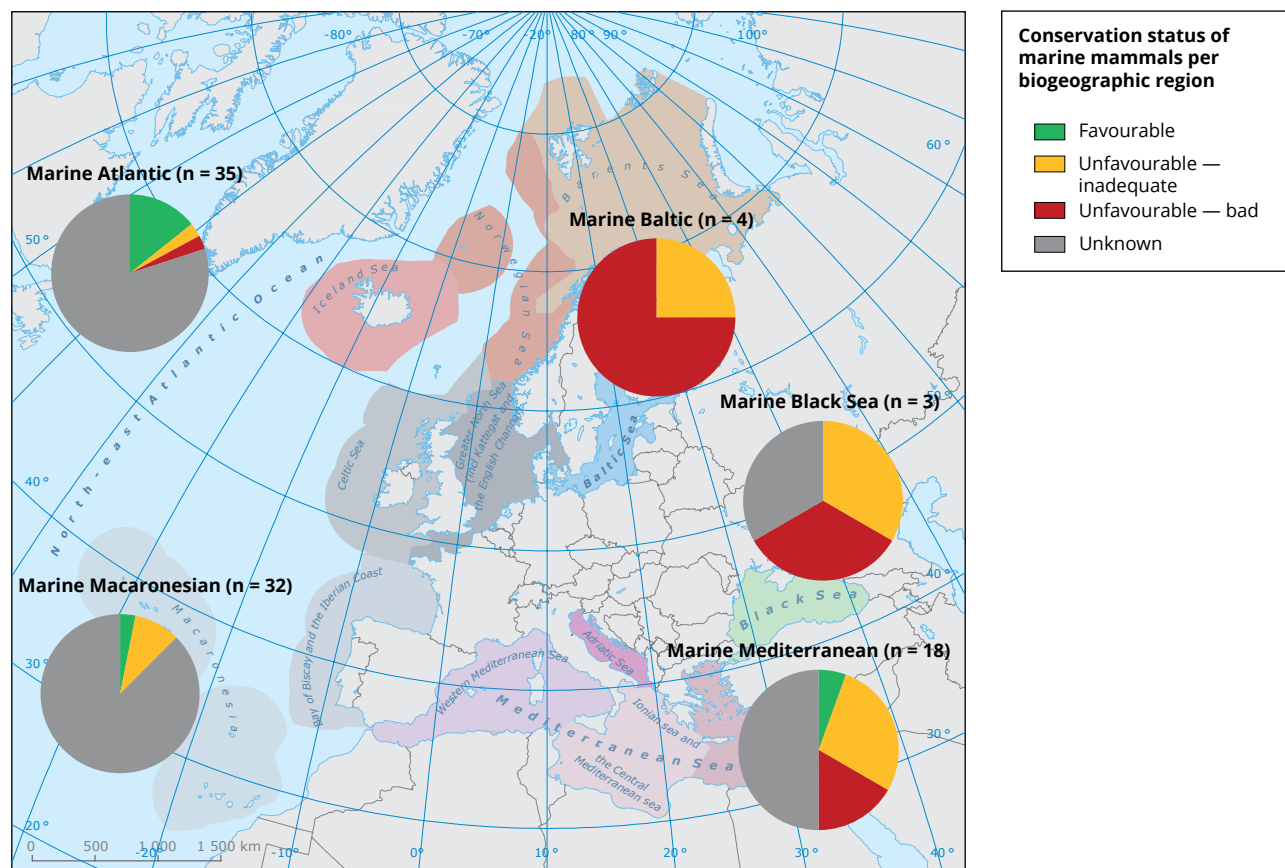 -80°
-20°
80°
90°
100°
60°
50°
40°
30°
20°
-20°
-10°
0°
10°
20°
30°
40°
30°
40°
50°
Marine Atlantic (n = 35)
Marine Baltic (n = 4)
Marine Black Sea (n = 3)
Marine Macaronesian (n = 32)
Marine Mediterranean (n = 18)
Barents Sea
Norwegian Sea
Iceland Sea
North-east Atlantic Ocean
Greater North Sea
(incl Kattegat and
the English Channel)
Celtic Sea
Baltic Sea
Bay of Biscay and the Iberian Coast
Macaronesia
Black Sea
Adriatic Sea
Western Mediterranean Sea
Mediterranean Sea
Ionian sea and
the Central
Mediterranean sea
0 500 1 000 1 500 km
Conservation status of
marine mammals per
biogeographic region
Favourable
Unfavourable —
inadequate
Unfavourable — bad
Unknown